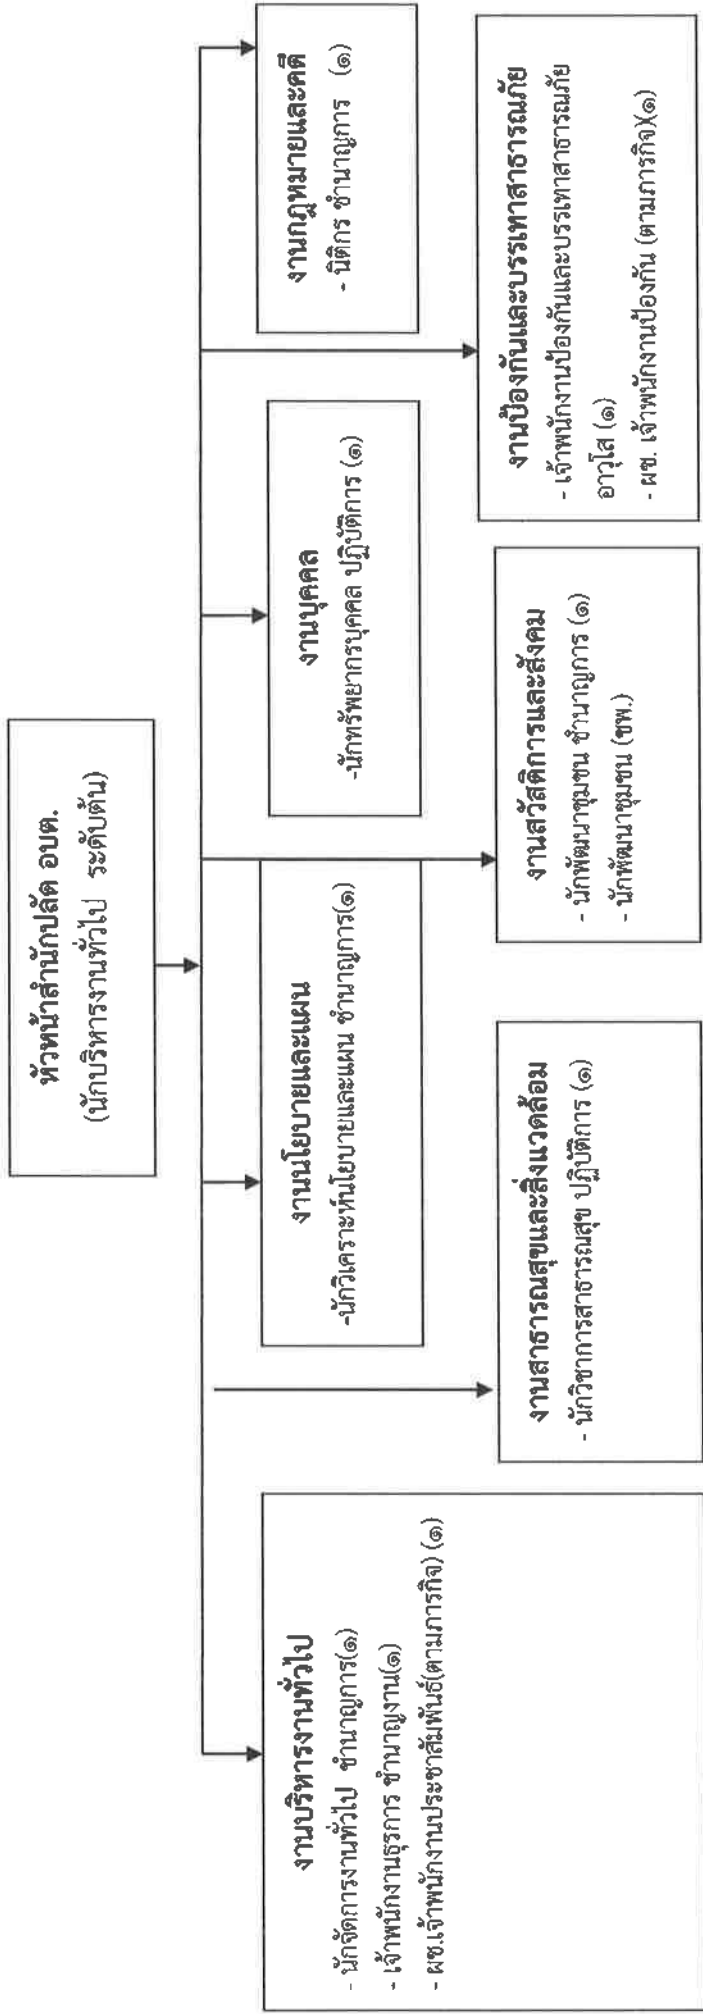 หัวหน้าสำนักปลัด อบต.
(นักบริหารงานทั่วไป ระดับต้น)
งานบริหารงานทั่วไป
- นักจัดการงานทั่วไป ชำนาญการ(๑)
- เจ้าพนักงานธุรการ ชำนาญงาน(๑)
- ผช.เจ้าพนักงานประชาสัมพันธ์(ตามภารกิจ) (๑)
งานนโยบายและแผน
-นักวิเคราะห์นโยบายและแผน ชำนาญการ(๑)
งานบุคคล
-นักทรัพยากรบุคคล ปฏิบัติการ (๑)
งานกฎหมายและคดี
- นิติกร ชำนาญการ (๑)
งานสาธารณสุขและสิ่งแวดล้อม
- นักวิชาการสาธารณสุข ปฏิบัติการ (๑)
งานสวัสดิการและสังคม
- นักพัฒนาชุมชน ชำนาญการ (๑)
- นักพัฒนาชุมชน (ชพ.)
งานป้องกันและบรรเทาสาธารณภัย
- เจ้าพนักงานป้องกันและบรรเทาสาธารณภัย
อาวุโส (๑)
- ผช. เจ้าพนักงานป้องกัน (ตามภารกิจ)(๑)